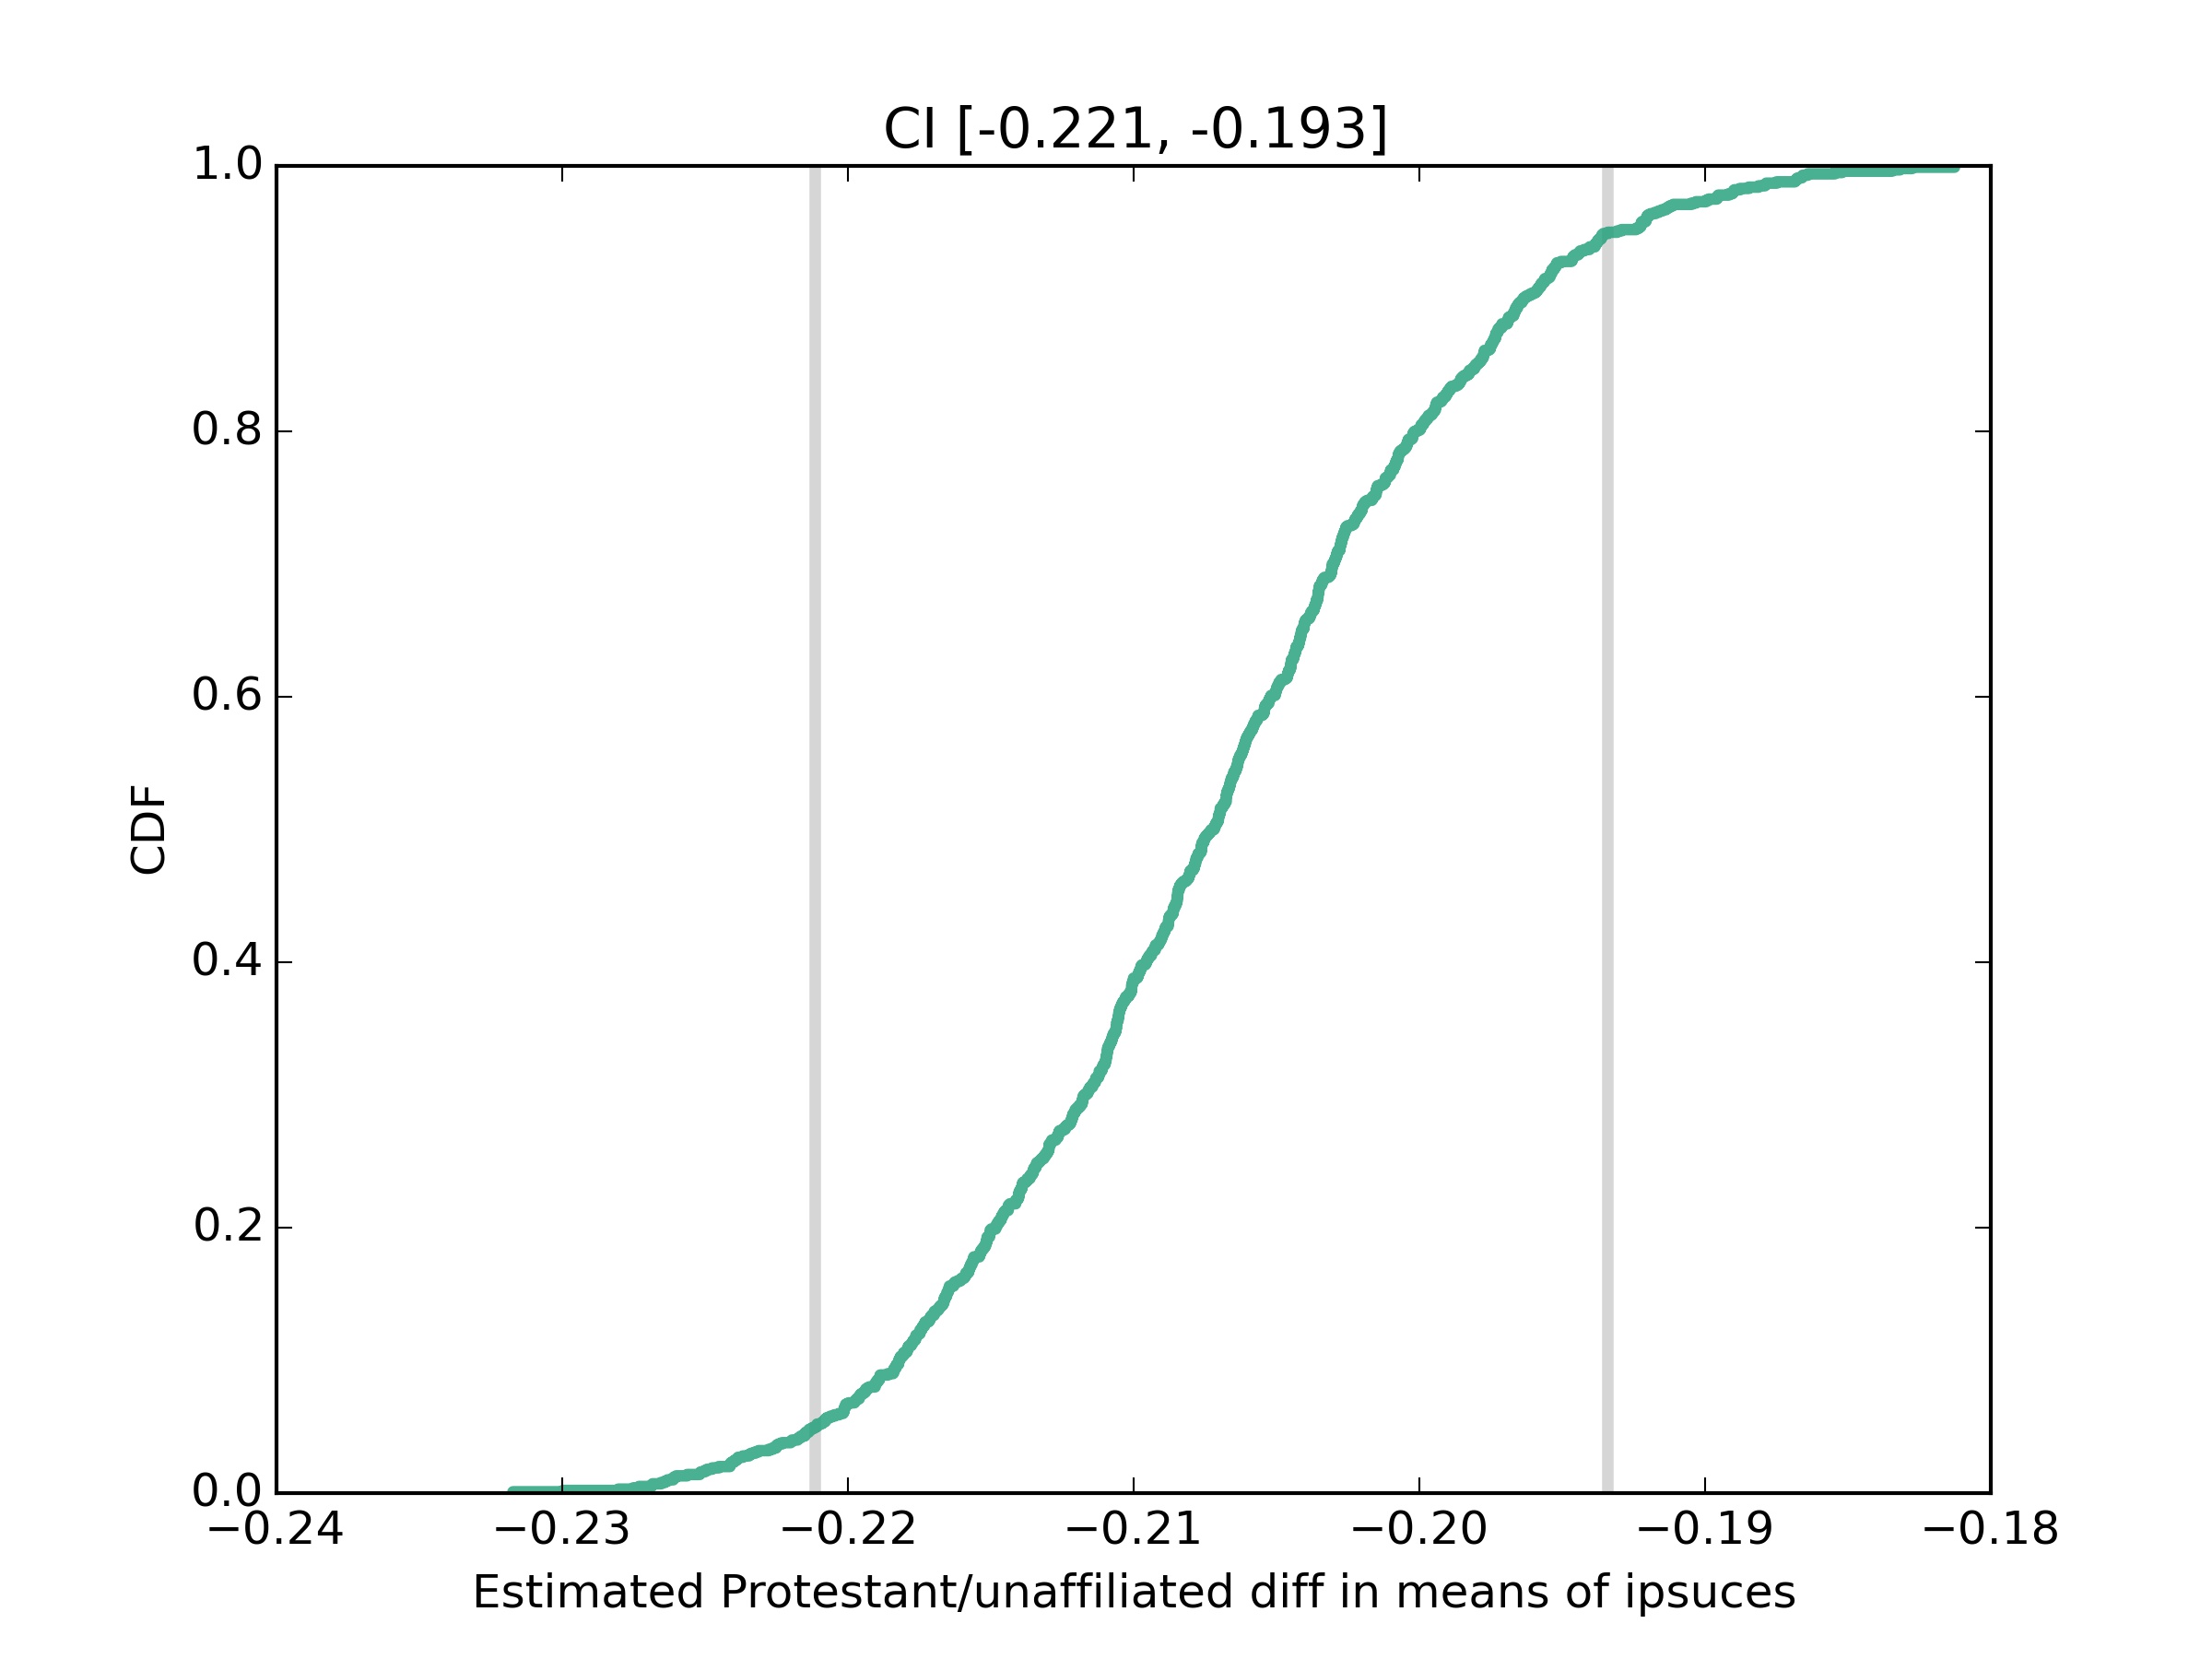 CI [-0.221, -0.193]
1.0
0.8
0.6
0.4
0.2
0.0
CDF
−0.24 −0.23 −0.22 −0.21 −0.20 −0.19 −0.18
Estimated Protestant/unaffiliated diff in means of ipsuces